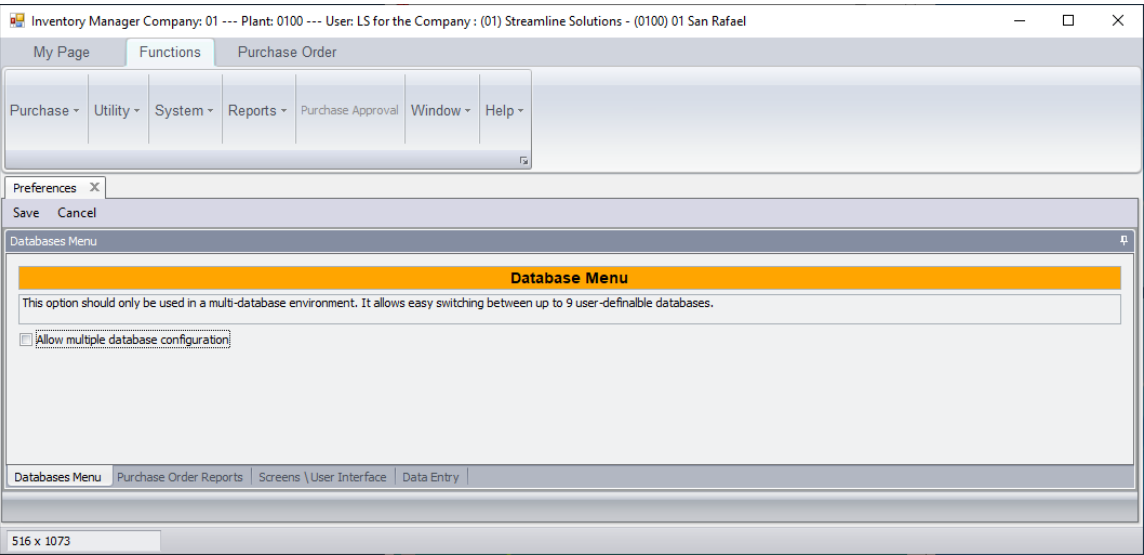 Inventory Manager Company: 01 --- Plant: 0100 --- User: LS for the Company : (01) Streamline Solutions - (0100) 01 San Rafael
My Page Functions Purchase Order
Purchase Utility System Reports Purchase Approval Window Help
Preferences X
Save Cancel
Databases Menu
Database Menu
This option should only be used in a multi-database environment. It allows easy switching between up to 9 user-definalble databases.
Allow multiple database configuration
Databases Menu Purchase Order Reports Screens \ User Interface Data Entry
516 x 1073